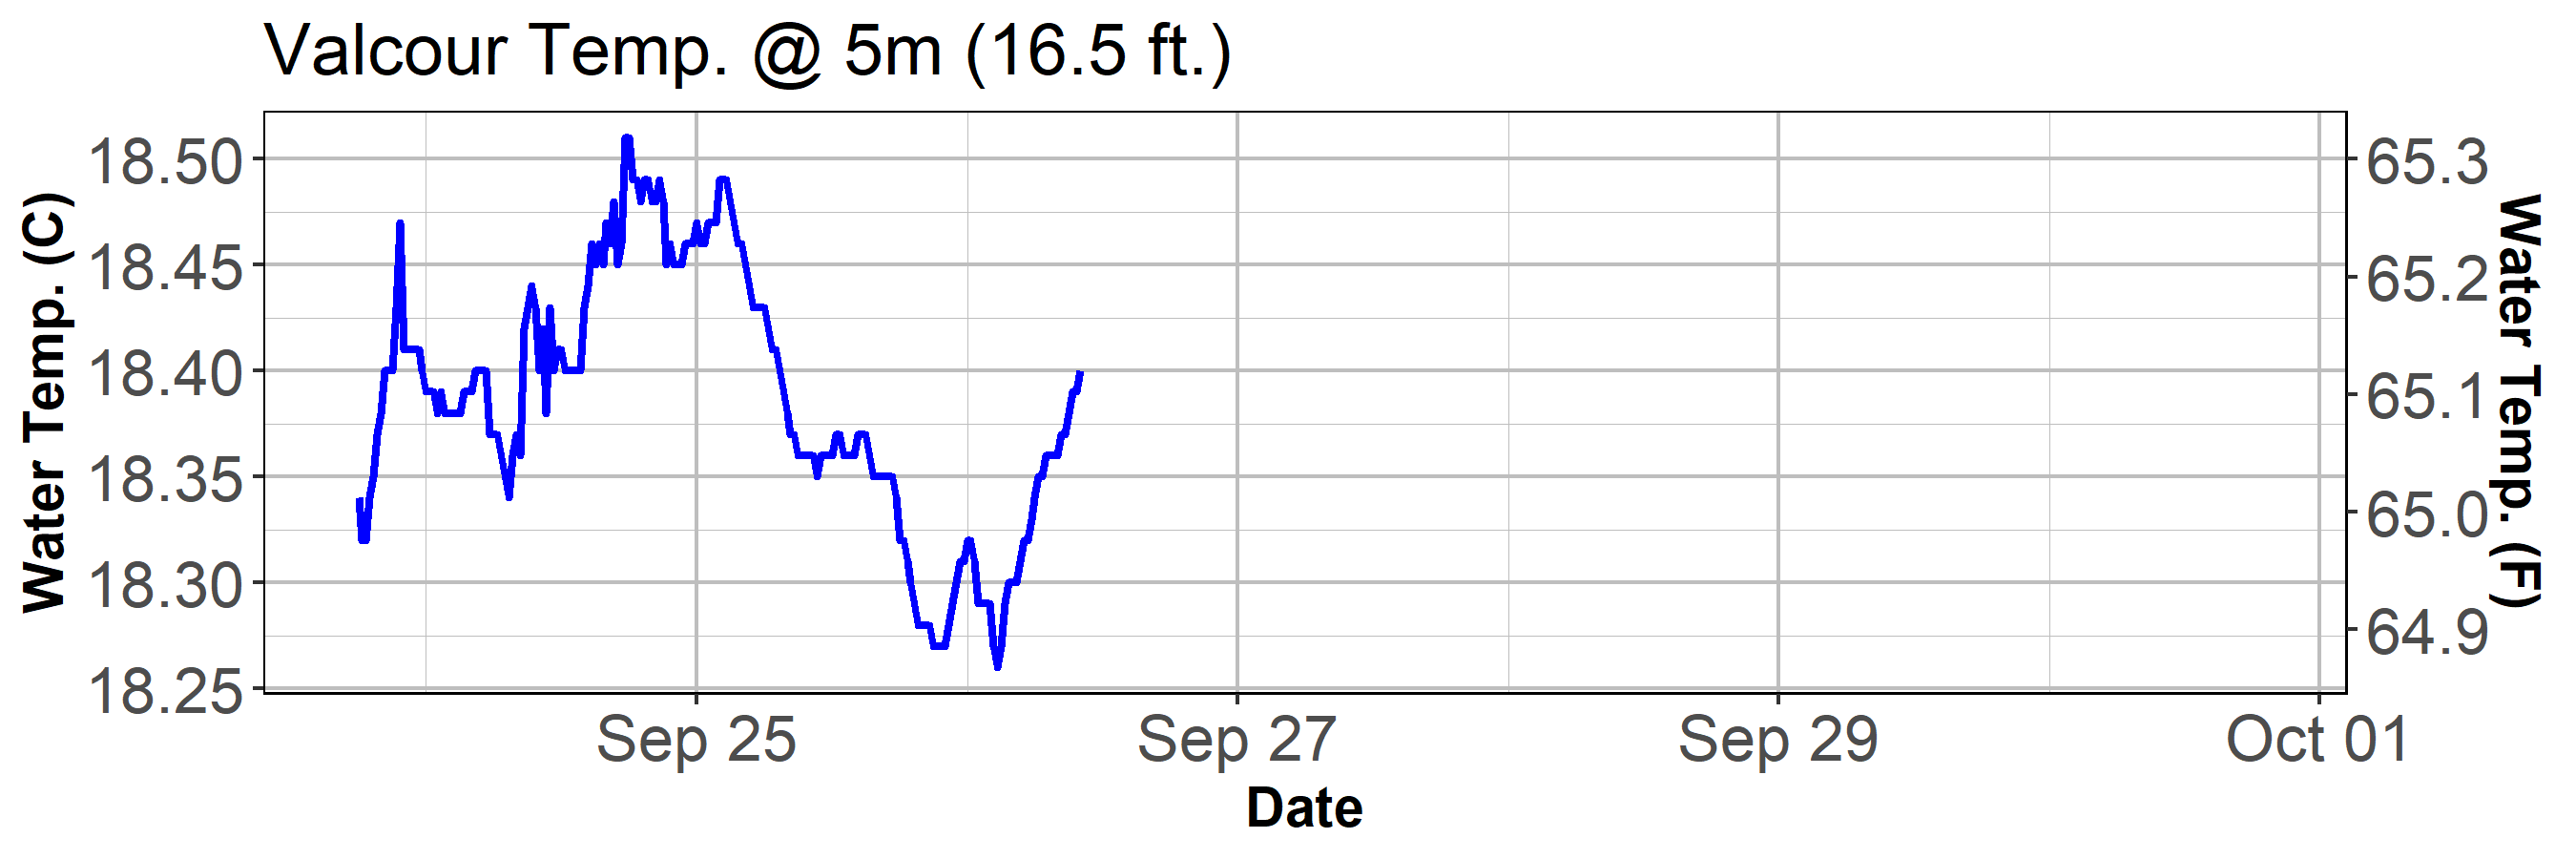 Valcour Temp. @ 5m (16.5 ft.)
Water Temp. (C)
18.50
18.45
18.40
18.35
18.30
18.25
65.3
65.2
65.1
65.0
64.9
Water Temp. (F)
Sep 25 Sep 27 Sep 29 Oct 01
Date